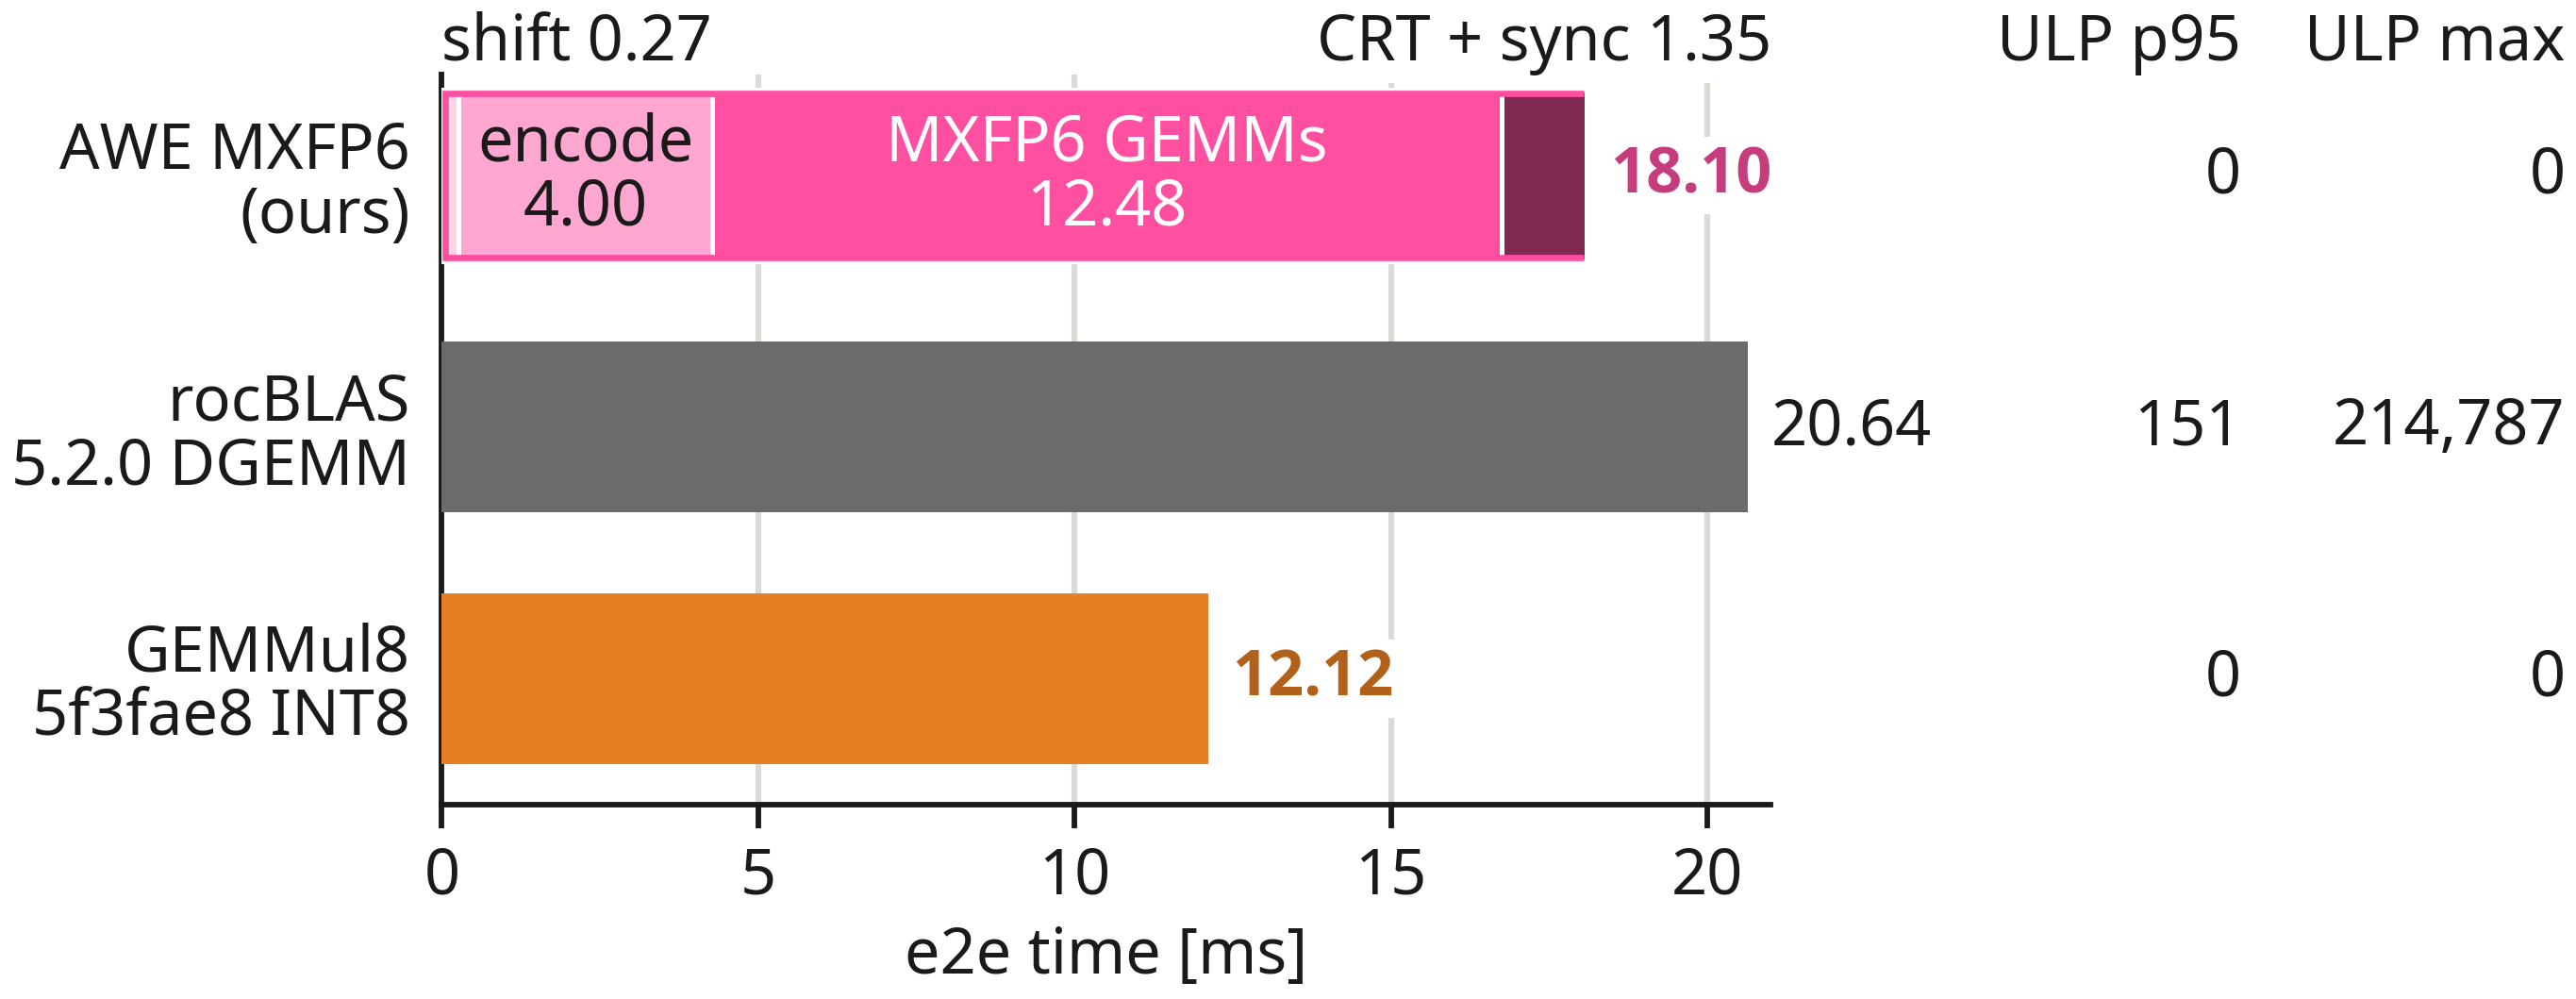 shift 0.27 CRT + sync 1.35 ULP p95 ULP max
AWE MXFP6
(ours)
encode
4.00
MXFP6 GEMMs
12.48
18.10
0
0
rocBLAS
5.2.0 DGEMM
20.64
151
214,787
GEMMul8
5f3fae8 INT8
12.12
0
0
0 5 10 15 20
e2e time [ms]